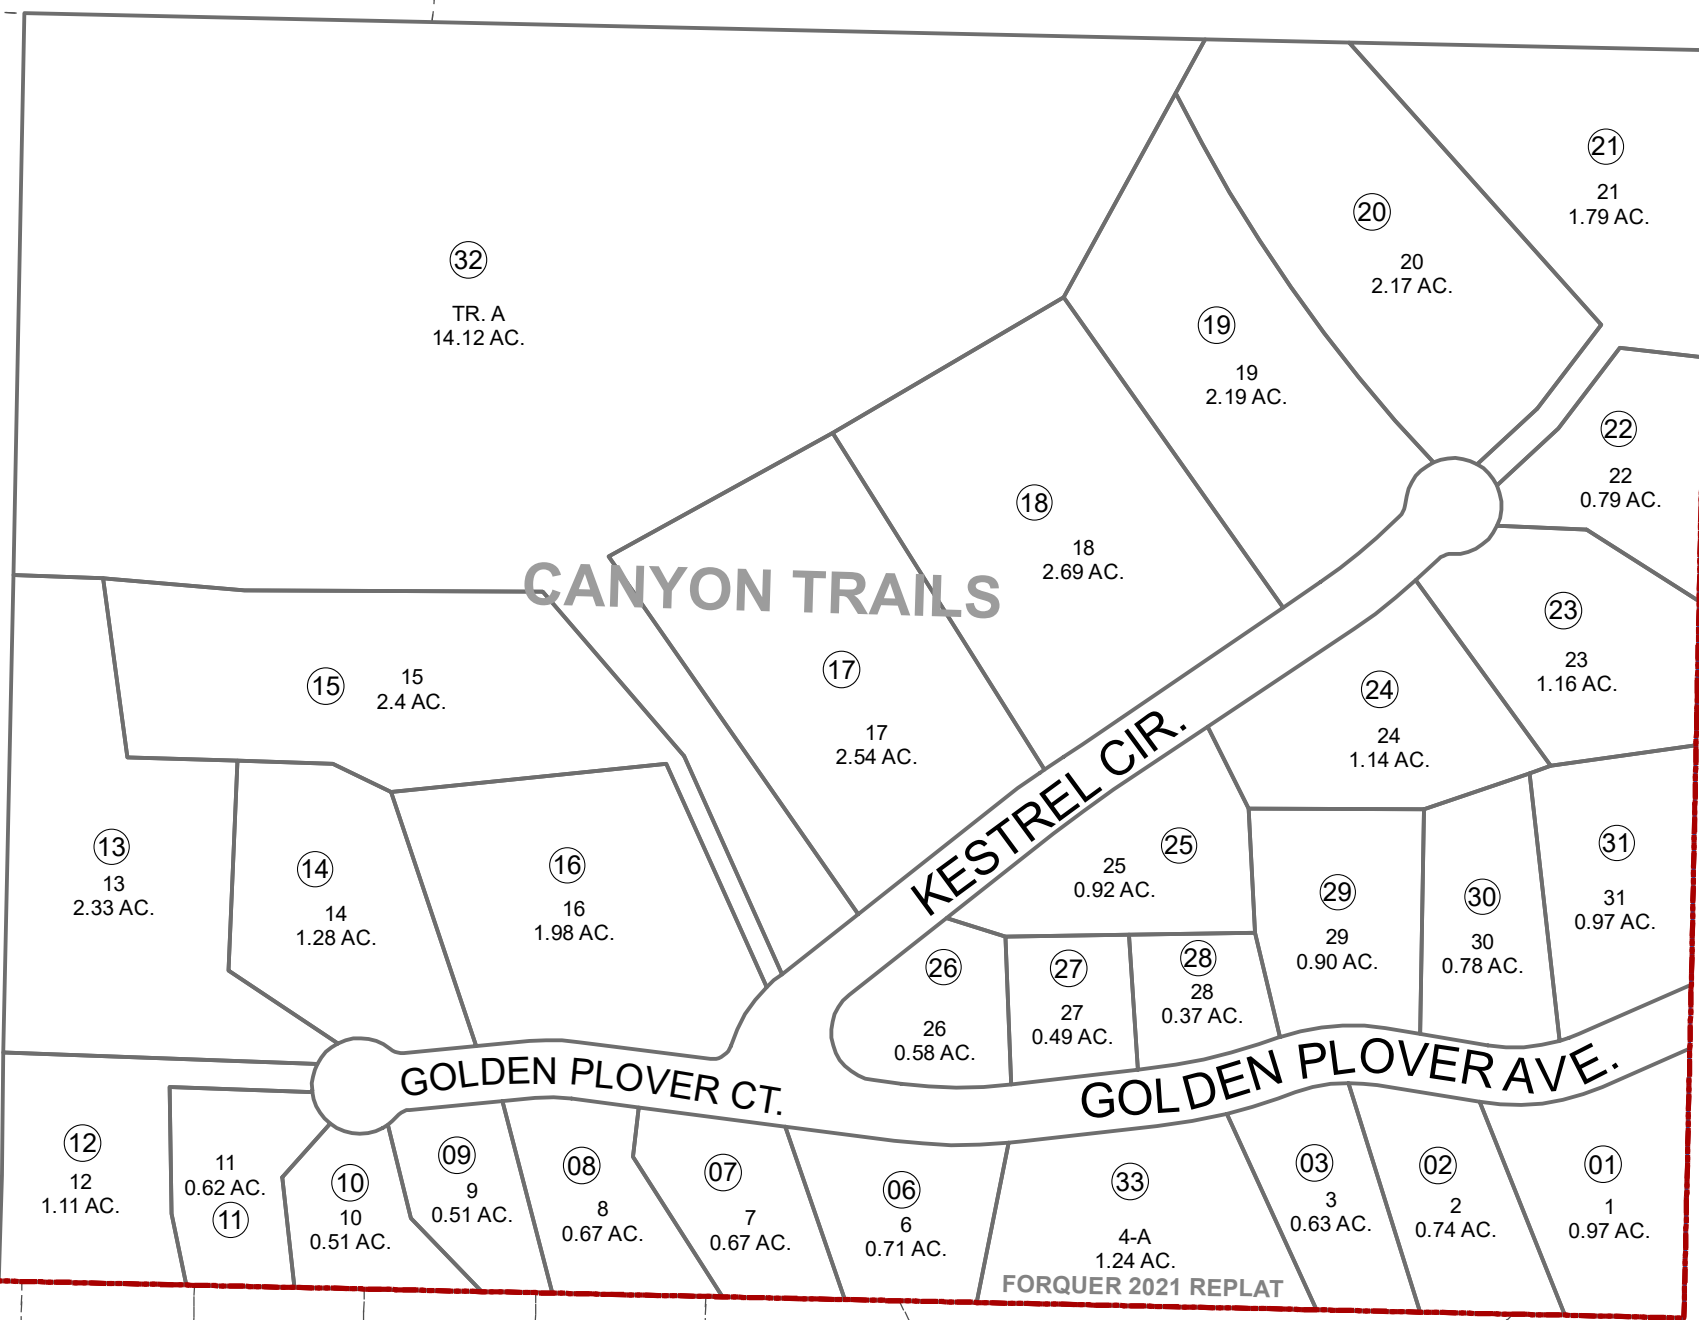 21
21
1.79 AC.
20
20
2.17 AC.
32
TR. A
14.12 AC.
19
19
2.19 AC.
22
22
0.79 AC.
18
18
2.69 AC.
CANYON TRAILS
23
23
1.16 AC.
15
15
2.4 AC.
17
17
2.54 AC.
24
24
1.14 AC.
KESTREL CIR.
13
13
2.33 AC.
14
14
1.28 AC.
16
16
1.98 AC.
25
25
0.92 AC.
29
29
0.90 AC.
30
30
0.78 AC.
31
31
0.97 AC.
26
26
0.58 AC.
27
27
0.49 AC.
28
28
0.37 AC.
GOLDEN PLOVER CT.
GOLDEN PLOVER AVE.
12
12
1.11 AC.
11
0.62 AC.
11
10
10
0.51 AC.
09
9
0.51 AC.
08
8
0.67 AC.
07
7
0.67 AC.
06
6
0.71 AC.
33
4-A
1.24 AC.
FORQUER 2021 REPLAT
03
3
0.63 AC.
02
2
0.74 AC.
01
1
0.97 AC.